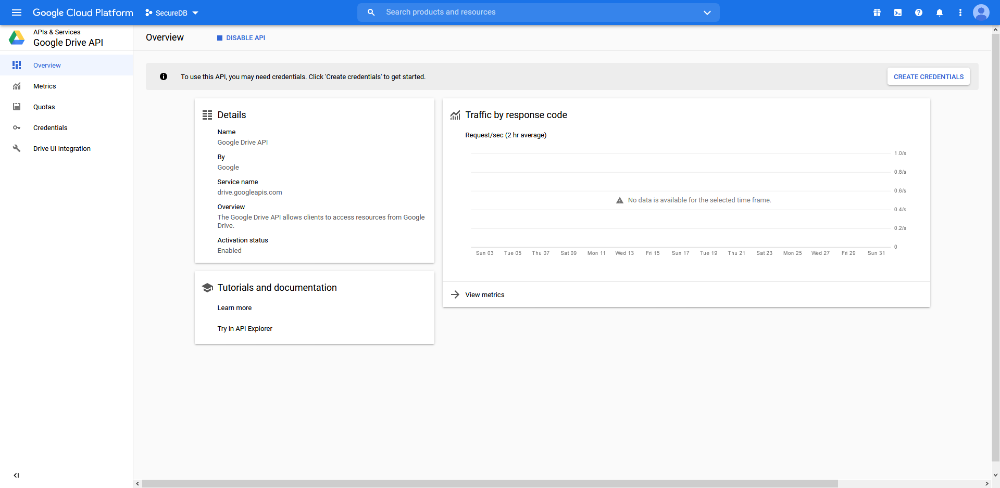 Google Cloud Platform
SecureDB
Search products and resources
APIs & Services
Google Drive API
Overview
DISABLE API
Overview
Metrics
Quotas
Credentials
Drive UI Integration
To use this API, you may need credentials. Click 'Create credentials' to get started.
CREATE CREDENTIALS
Details
Name
Google Drive API
By
Google
Service name
drive.googleapis.com
Overview
The Google Drive API allows clients to access resources from Google
Drive.
Activation status
Enabled
Tutorials and documentation
Learn more
Try in API Explorer
Traffic by response code
Request/sec (2 hr average)
1.0/s
0.8/s
0.6/s
No data is available for the selected time frame.
0.4/s
0.2/s
0
Sun 03 Tue 05 Thu 07 Sat 09 Mon 11 Wed 13 Fri 15 Sun 17 Tue 19 Thu 21 Sat 23 Mon 25 Wed 27 Fri 29 Sun 31
View metrics